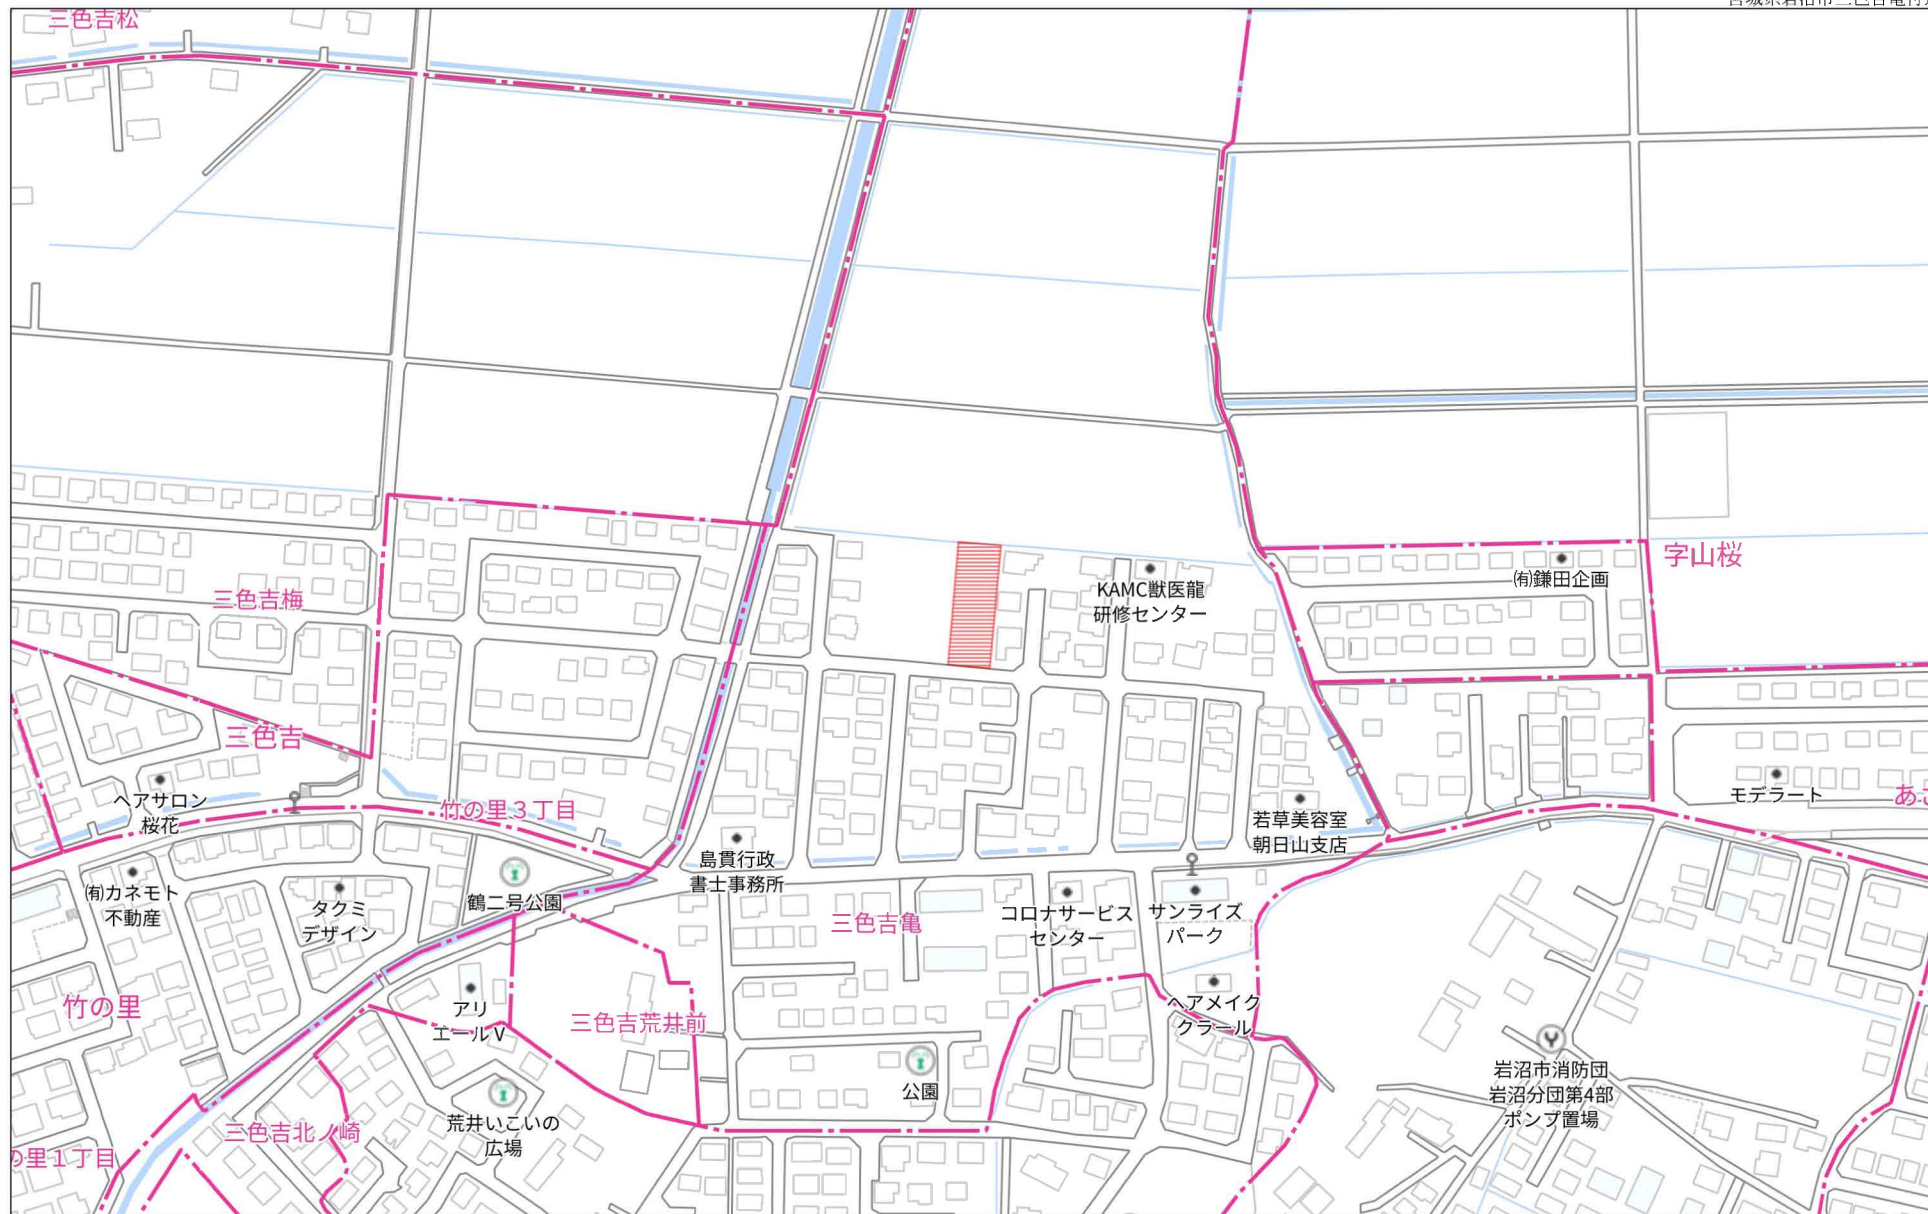 三色吉松
三色吉梅
三色吉
字山桜
(有)鎌田企画
KAMC獣医龍
研修センター
ヘアサロン
桜花
竹の里3丁目
モデラート
若草美容室
朝日山支店
島貫行政
書士事務所
(有)カネモト
不動産
タクミ
デザイン
鶴二号公園
三色吉亀
コロナサービス
センター
サンライズ
パーク
竹の里
アリ
エールⅤ
三色吉荒井前
ヘアメイク
クラール
公園
岩沼市消防団
岩沼分団第4部
ポンプ置場
荒井いこいの
広場
三色吉北ノ崎
の里1丁目